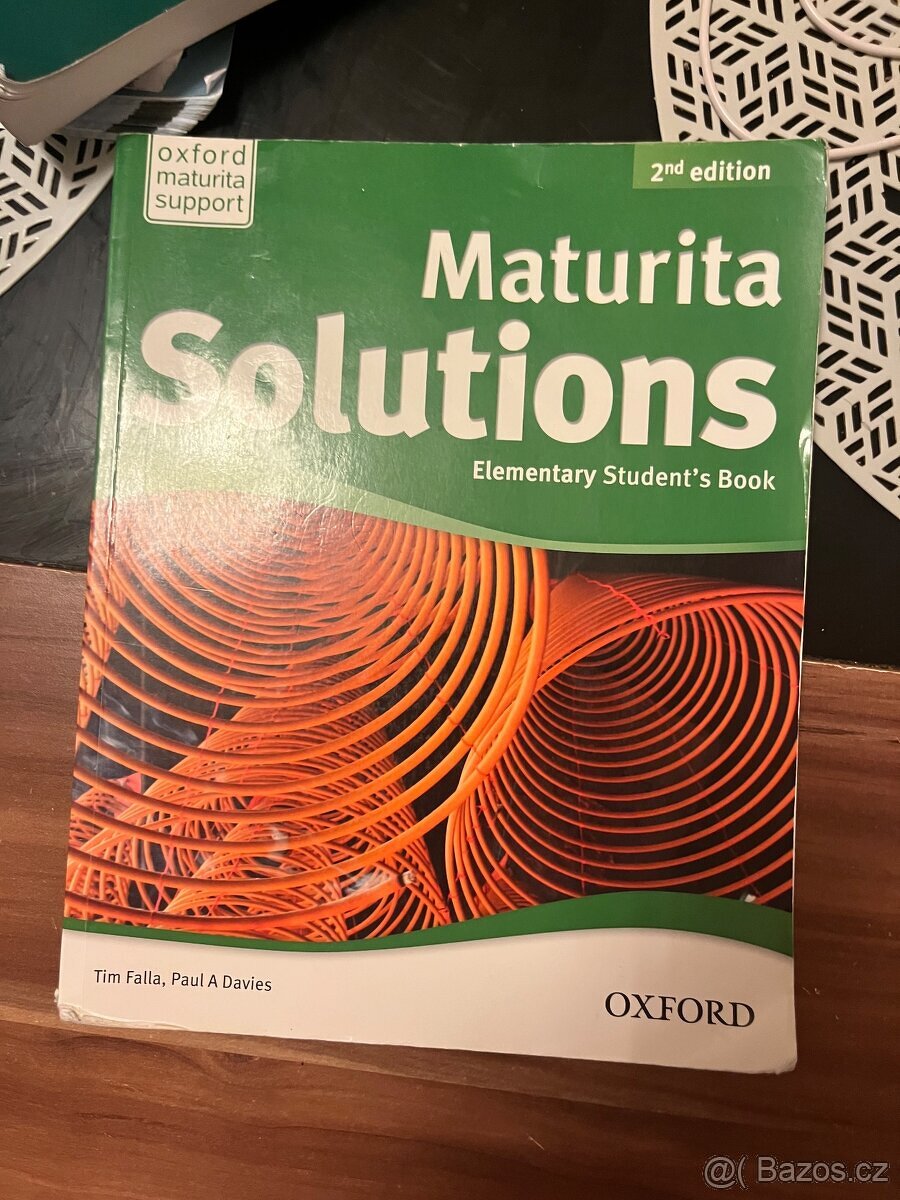 oxford
maturita
support
2nd edition
Maturita
Solutions
Elementary Student's Book
Tim Falla, Paul A Davies
OXFORD
@( Bazos.cz